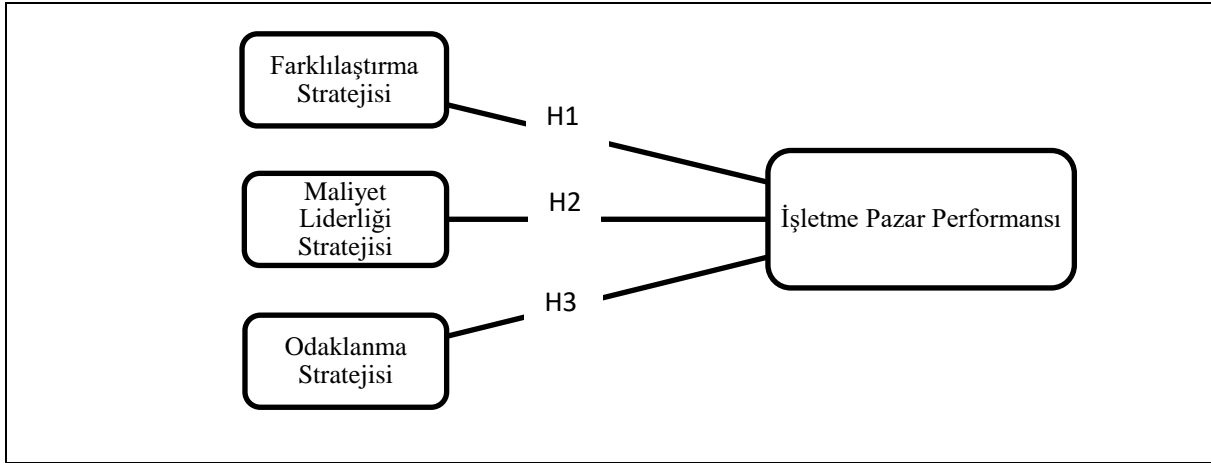 Farklılaştırma
Stratejisi
H1
Maliyet
Liderliği
Stratejisi
H2
İşletme Pazar Performansı
H3
Odaklanma
Stratejisi